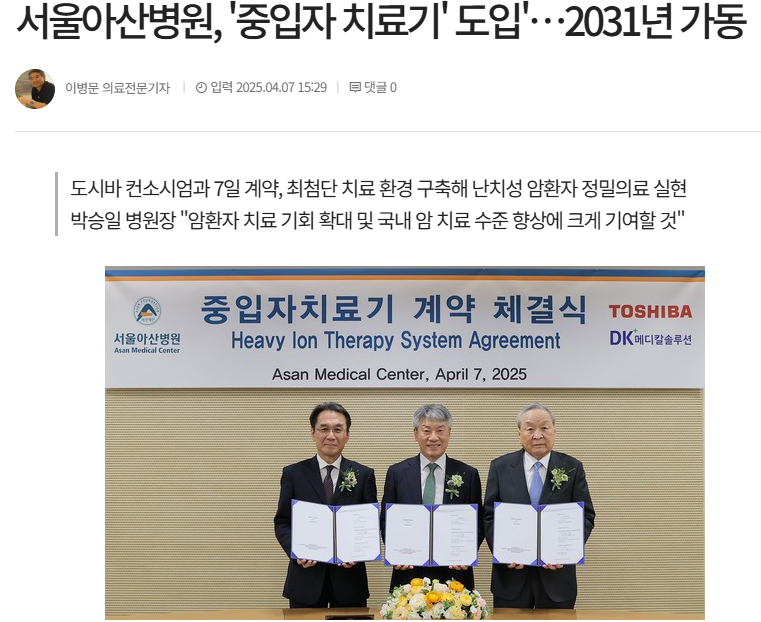 서울아산병원, '중입자 치료기' 도입'…2031년 가동
이병문 의료전문기자
입력 2025.04.07 15:29
댓글 0
도시바 컨소시엄과 7일 계약, 최첨단 치료 환경 구축해 난치성 암환자 정밀의료 실현
박승일 병원장 "암환자 치료 기회 확대 및 국내 암 치료 수준 향상에 크게 기여할 것"
서울아산병원
Asan Medical Center
중입자치료기 계약 체결식
Heavy Ion Therapy System Agreement
Asan Medical Center, April 7, 2025
TOSHIBA
DK메디칼솔루션